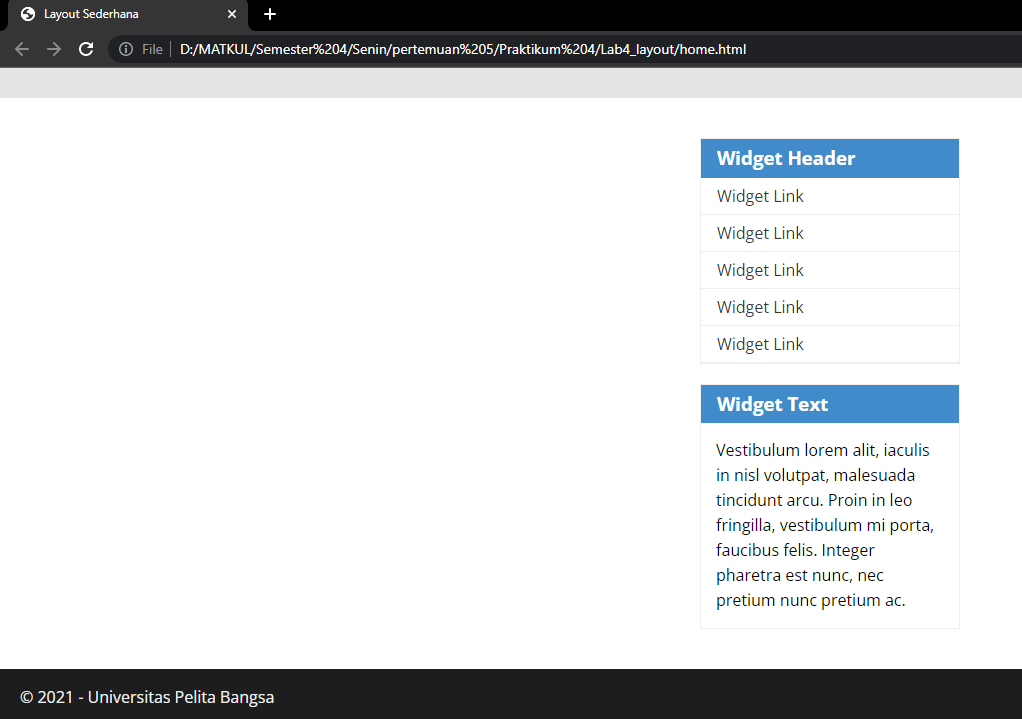 Layout Sederhana
File
D:/MATKUL/Semester%204/Senin/pertemuan%205/Praktikum%204/Lab4_layout/home.html
Widget Header
Widget Link
Widget Link
Widget Link
Widget Link
Widget Link
Widget Text
Vestibulum lorem alit, iaculis
in nisl volutpat, malesuada
tincidunt arcu. Proin in leo
fringilla, vestibulum mi porta,
faucibus felis. Integer
pharetra est nunc, nec
pretium nunc pretium ac.
© 2021 - Universitas Pelita Bangsa